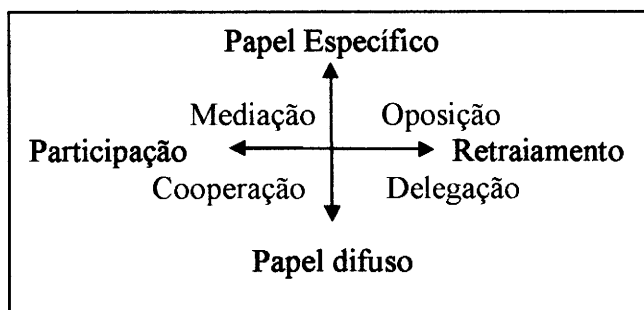 Papel Específico
Mediação Oposição
Participação Retraiamento
Cooperação Delegação
Papel difuso